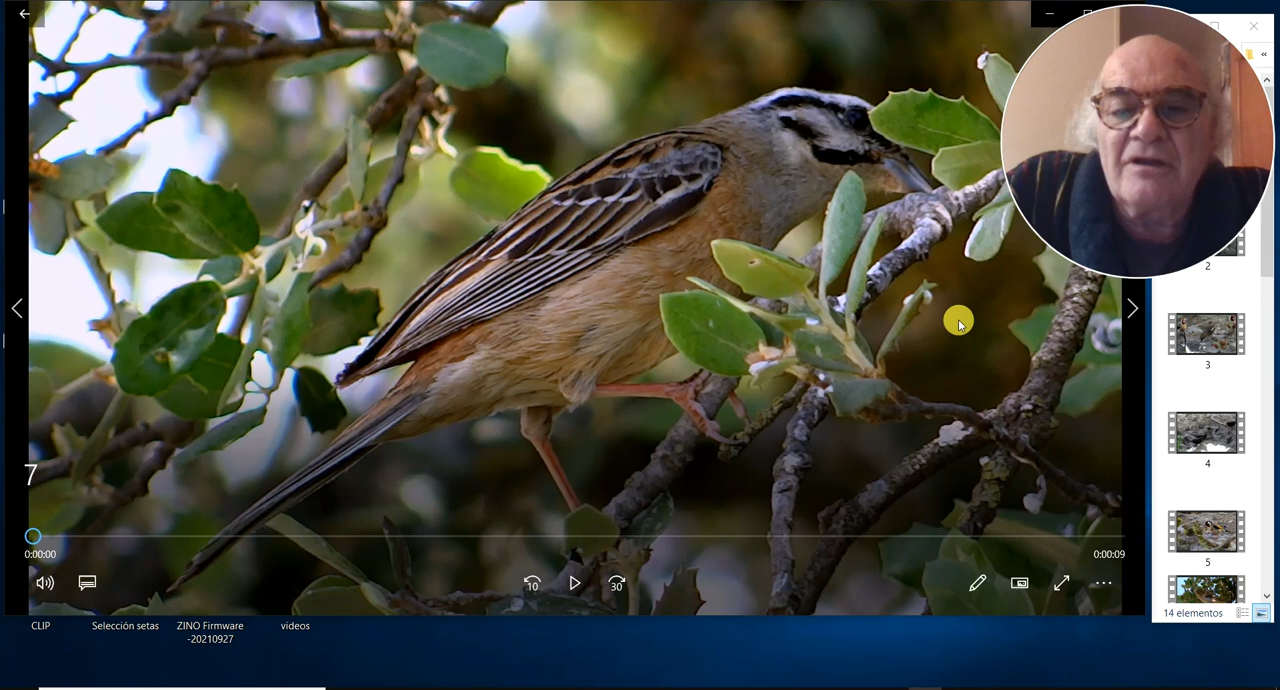 2
3
4
7
0:00:00
0:00:09
5
10
30
14 elementos
CLIP
Selección setas
ZINO Firmware
-20210927
videos